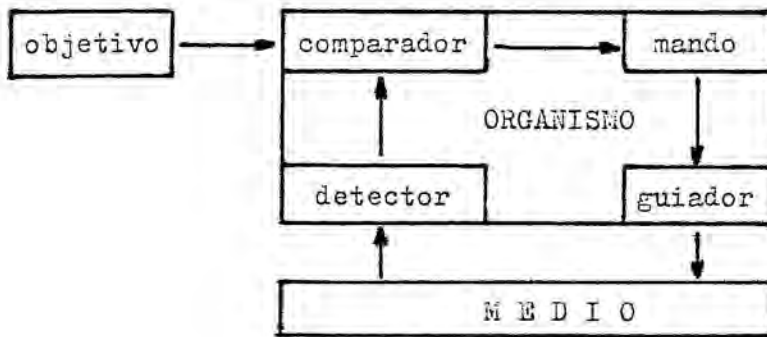 objetivo comparador mando
ORGANISMO
detector guiador
M E D I O